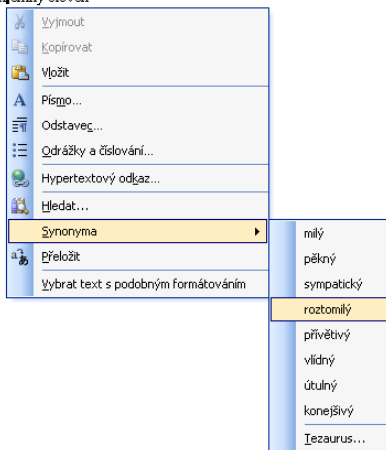 Vyjmout
Kopírovat
Vložit
Písmo...
Odstavec...
Odrážky a číslování...
Hypertextový odkaz...
Hledat...
Synonyma
Přeložit
Vybrat text s podobným formátováním
milý
pěkný
sympatický
roztomilý
přívětivý
vlídný
útulný
konejšivý
Tezaurus...